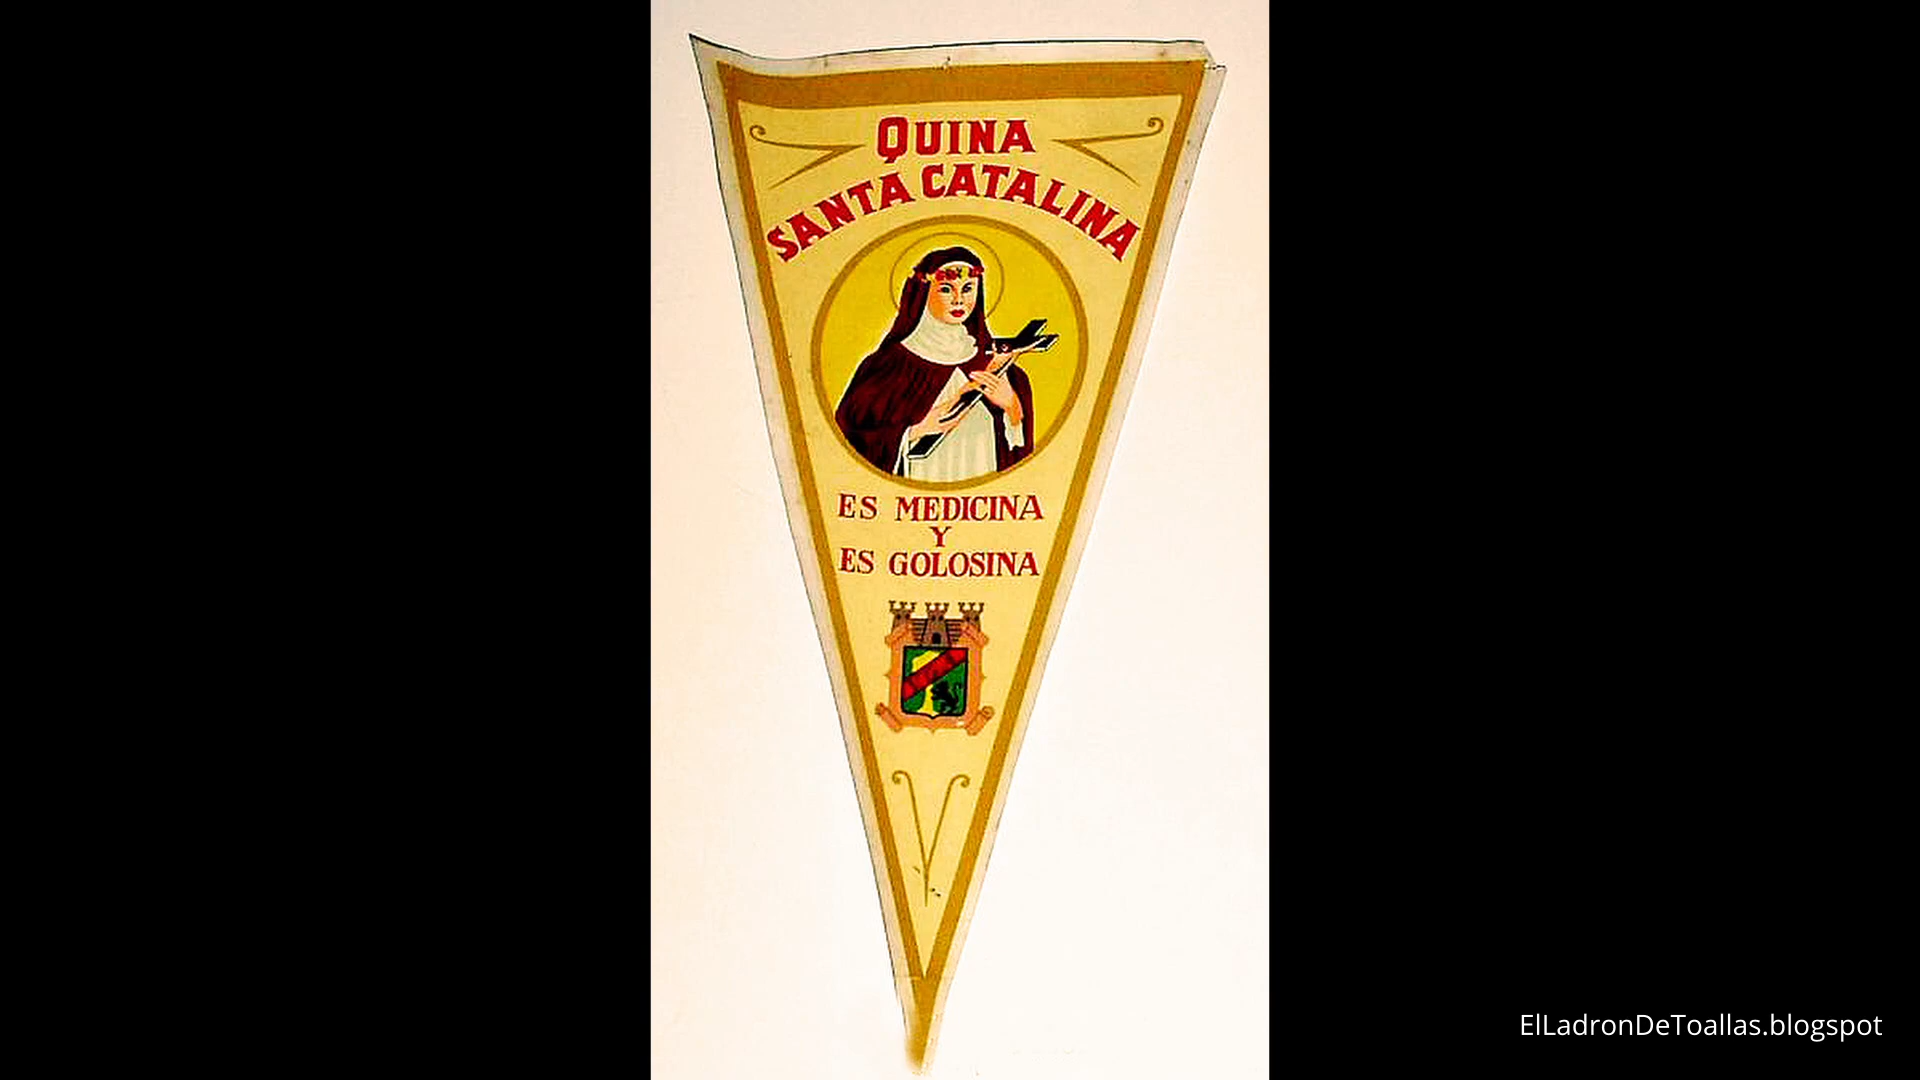 QUINA
SANTA CATALINA
ES MEDICINA
Y
ES GOLOSINA
ElLadronDeToallas.blogspot